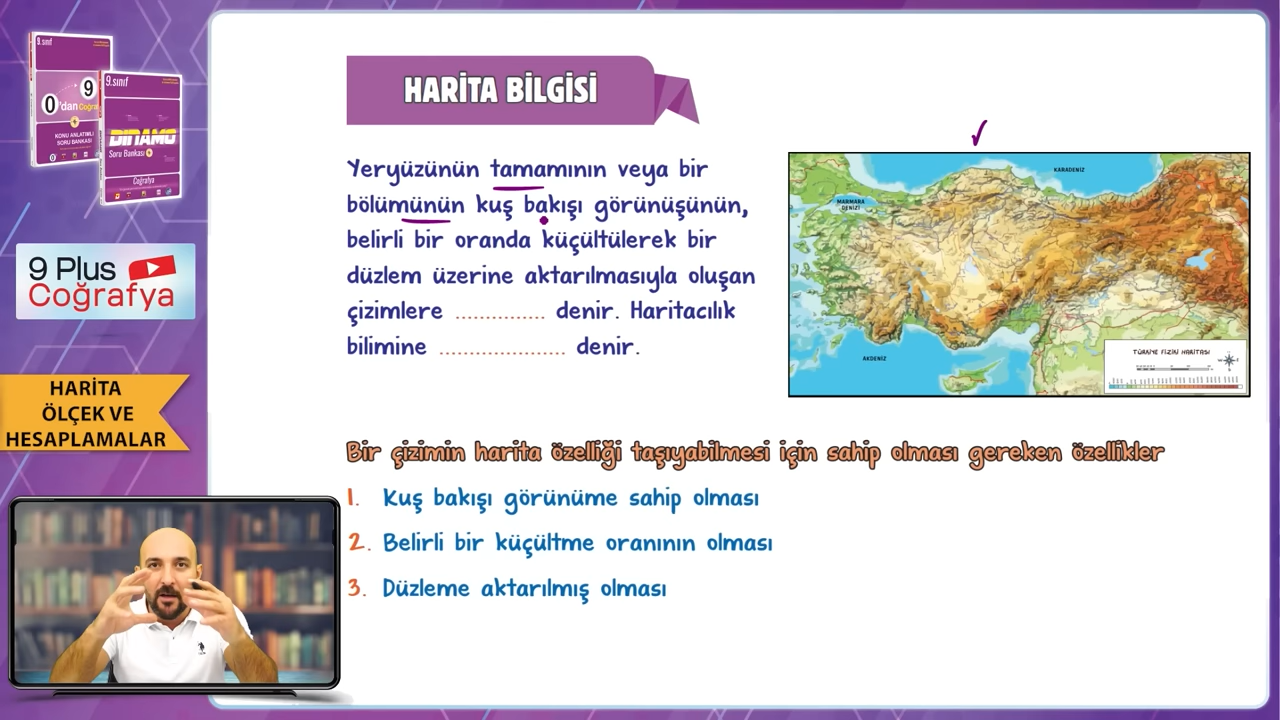 9.sınıf
0'dan 9
Coğrafya
KONU ANLATIMLI
SORU BANKASI
9.sınıf
DİNAMO
Soru Bankası
Coğrafya
9 Plus
Coğrafya
HARİTA
ÖLÇEK VE
HESAPLAMALAR
HARİTA BİLGİSİ
Yeryüzünün tamamının veya bir
bölümünün kuş bakışı görünüşünün,
belirli bir oranda küçültülerek bir
düzlem üzerine aktarılmasıyla oluşan
çizimlere ............... denir. Haritacılık
bilimine ..................... denir.
KARADENİZ
MARMARA
DENİZİ
AKDENİZ
TÜRKİYE FİZİKİ HARİTASI
Bir çizimin harita özelliği taşıyabilmesi için sahip olması gereken özellikler
1. Kuş bakışı görünüme sahip olması
2. Belirli bir küçültme oranının olması
3. Düzleme aktarılmış olması